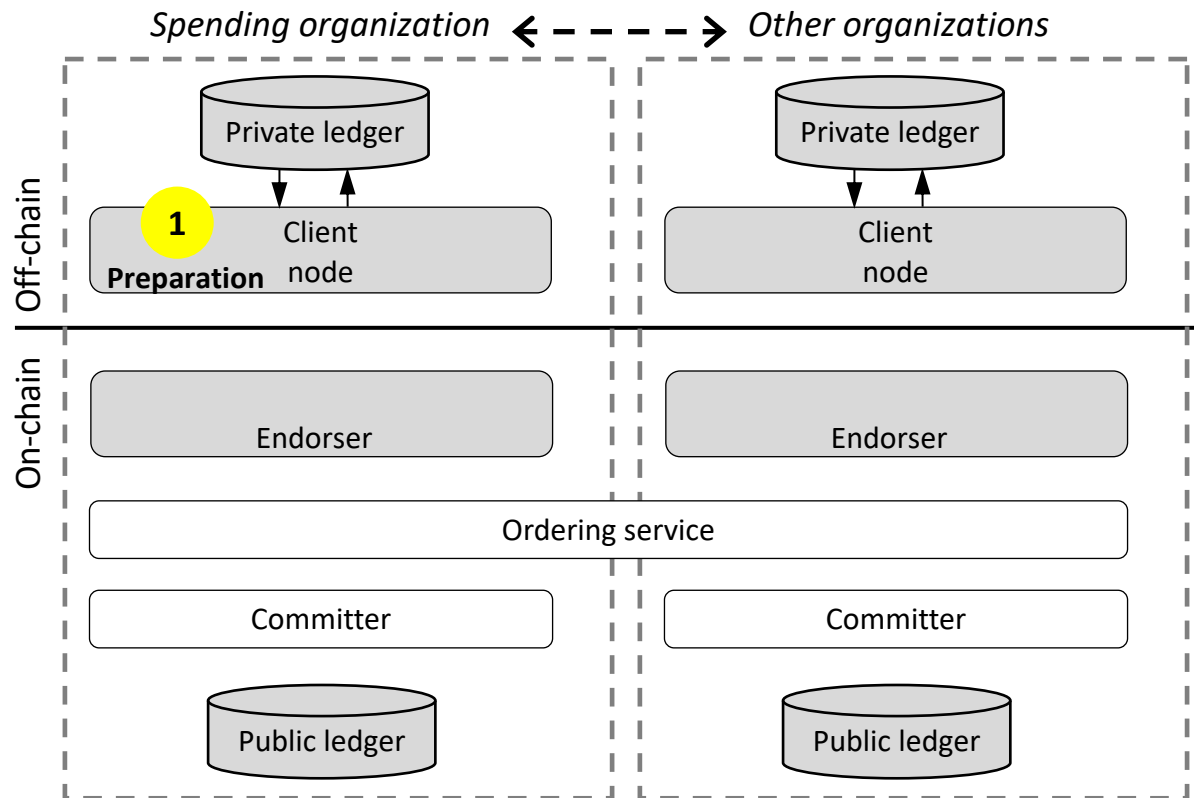 Spending organization
Other organizations
Private ledger
Private ledger
Off-chain
1
Preparation
Client
node
Client
node
On-chain
Endorser
Endorser
Ordering service
Committer
Committer
Public ledger
Public ledger